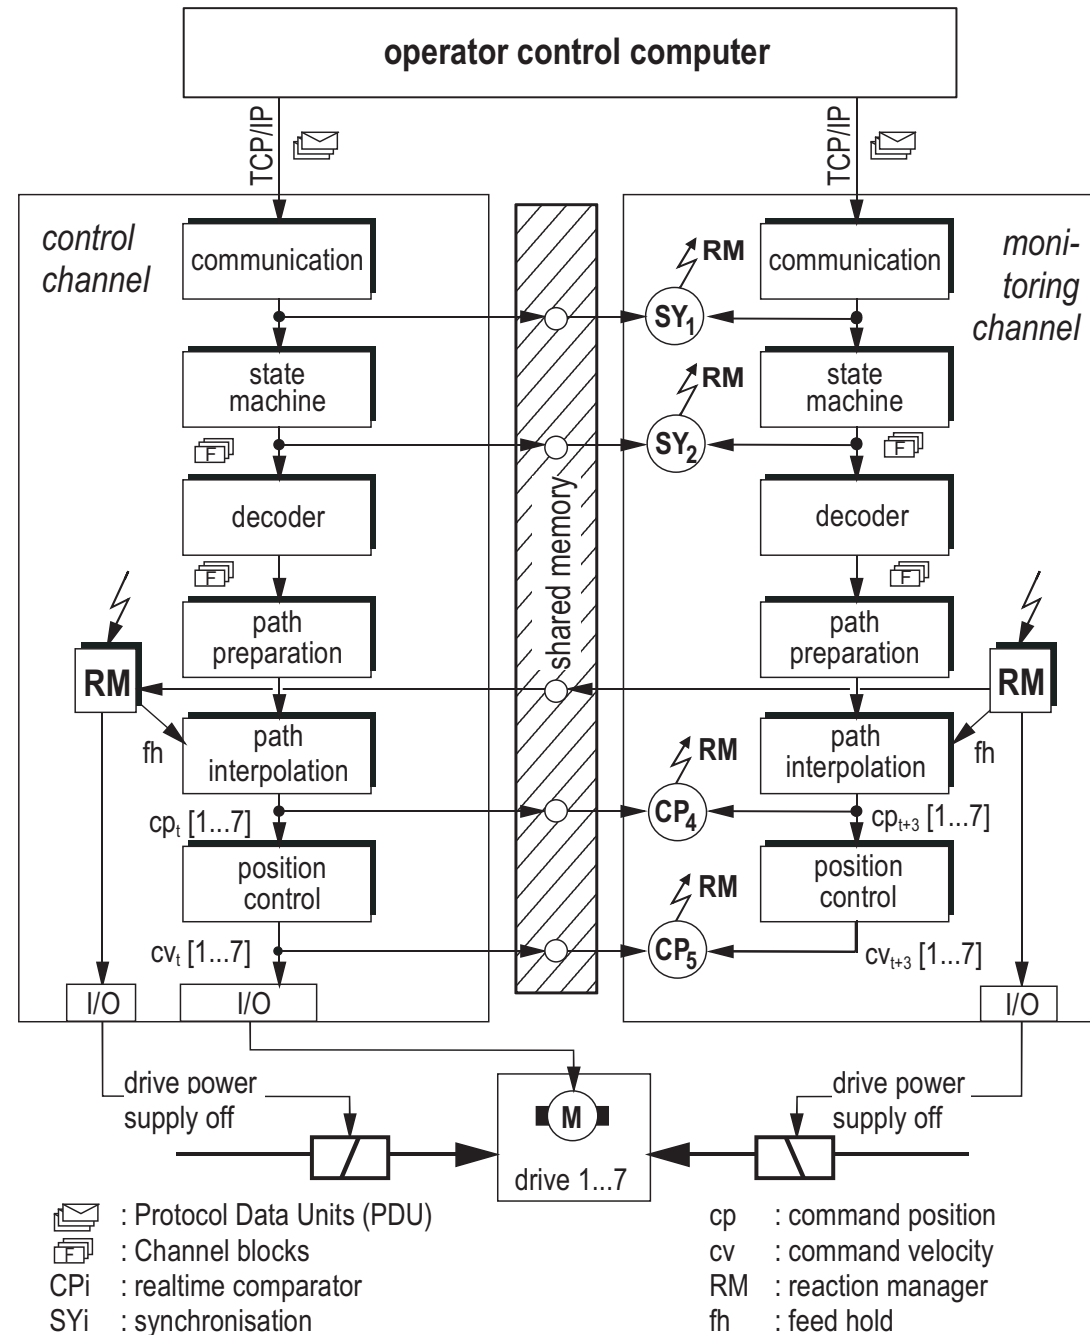 operator control computer
TCP/IP
TCP/IP
control
channel
communication
state
machine
F
decoder
F
path
preparation
RM
fh
path
interpolation
cpt [1...7]
position
control
cvt [1...7]
I/O
I/O
shared memory
moni-
toring
channel
communication
RM
SY1
state
machine
RM
SY2
F
decoder
F
path
preparation
RM
fh
path
interpolation
RM
CP4
cpt+3 [1...7]
position
control
RM
CP5
cvt+3 [1...7]
I/O
drive power
supply off
M
drive 1...7
drive power
supply off
: Protocol Data Units (PDU)
F : Channel blocks
CPi : realtime comparator
SYi : synchronisation
cp : command position
cv : command velocity
RM : reaction manager
fh : feed hold